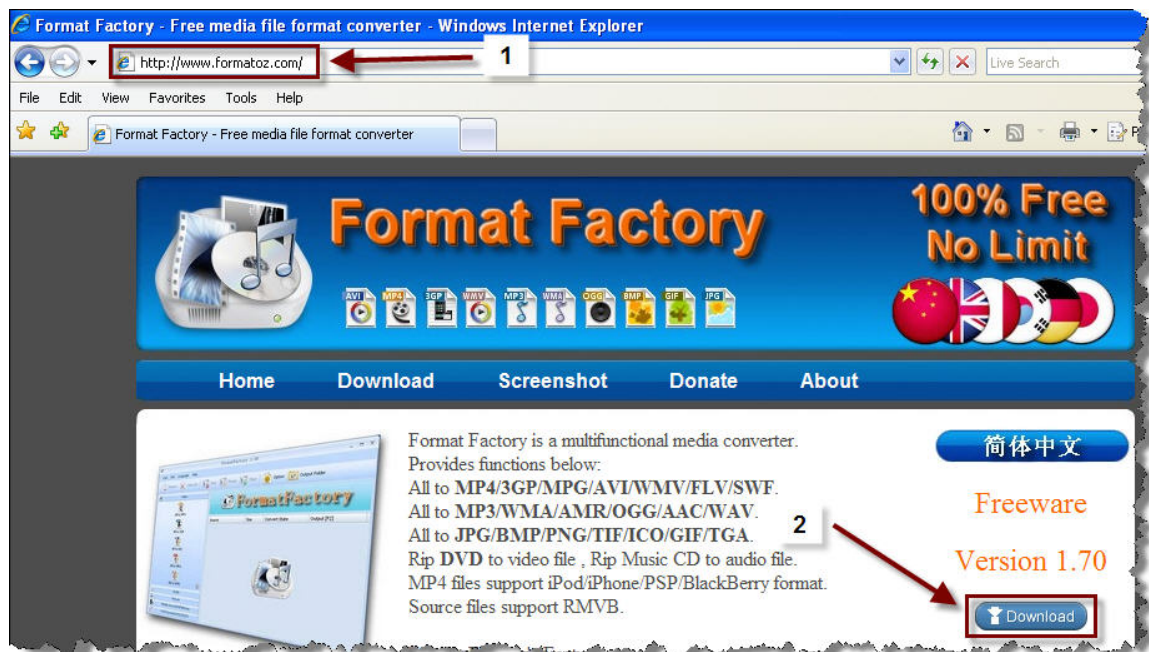 Format Factory - Free media file format converter - Windows Internet Explorer
1
http://www.formatoz.com/
Live Search
File Edit View Favorites Tools Help
Format Factory - Free media file format converter
P
Format Factory
100% Free
No Limit
AVI MP4 3GP WMV MP3 WMA OGG BMP GIF JPG
Home Download Screenshot Donate About
Format Factory is a multifunctional media converter.
Provides functions below:
All to MP4/3GP/MPG/AVI/WMV/FLV/SWF.
All to MP3/WMA/AMR/OGG/AAC/WAV.
All to JPG/BMP/PNG/TIF/ICO/GIF/TGA.
Rip DVD to video file , Rip Music CD to audio file.
MP4 files support iPod/iPhone/PSP/BlackBerry format.
Source files support RMVB.
FormatFactory
简体中文
Freeware
Version 1.70
2
Download